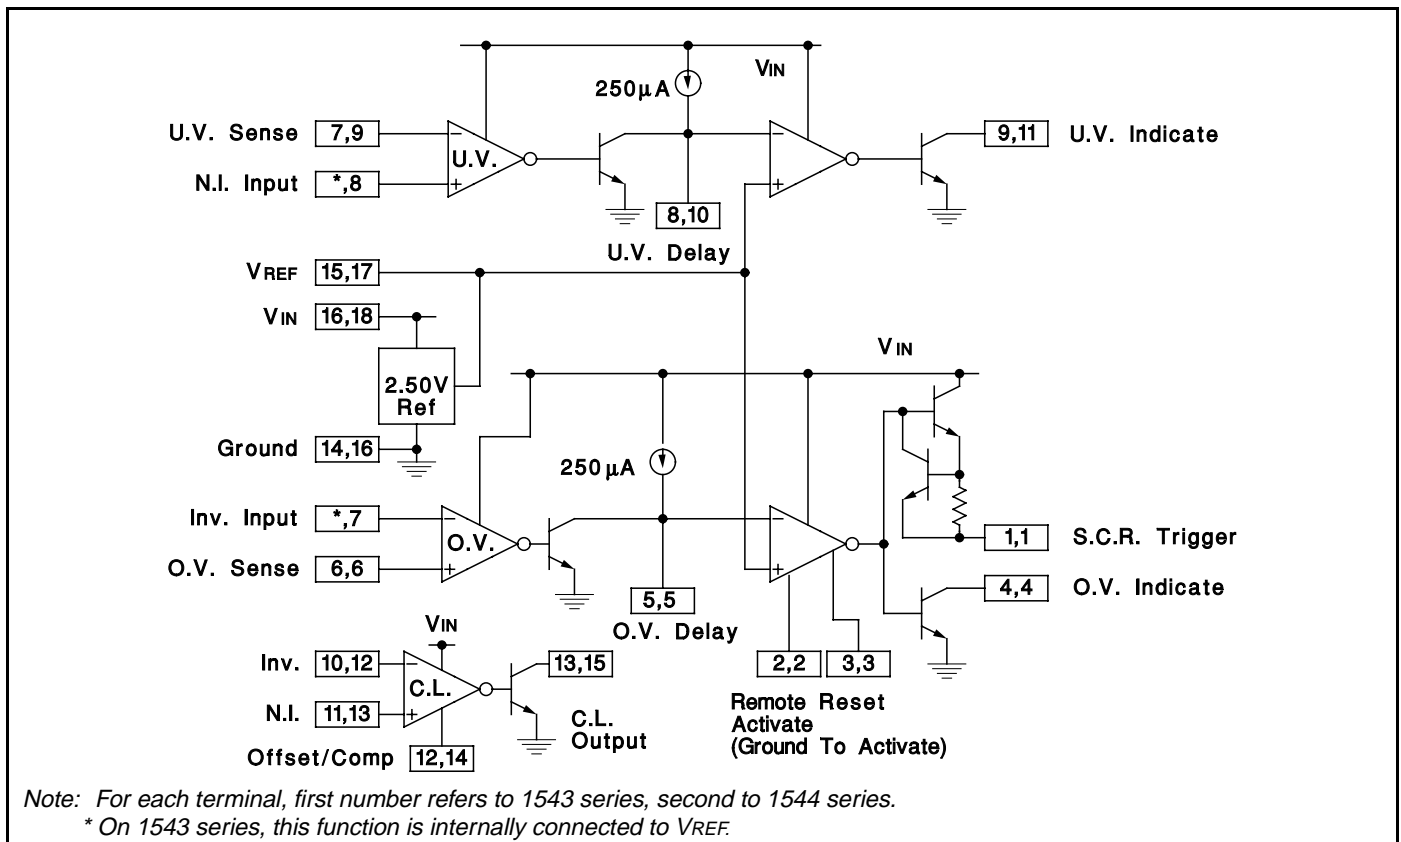 VIN
250µA
U.V. Sense 7,9 − U.V. − 9,11 U.V. Indicate
N.I. Input *,8 + +
8,10
U.V. Delay
VREF 15,17
VIN 16,18
VIN
2.50V
Ref
Ground 14,16
250µA
Inv. Input *,7 − O.V. −
1,1 S.C.R. Trigger
O.V. Sense 6,6 + +
4,4 O.V. Indicate
5,5
O.V. Delay
VIN
Inv. 10,12 − C.L. 13,15
2,2 3,3
N.I. 11,13 +
C.L.
Output
Remote Reset
Activate
(Ground To Activate)
Offset/Comp 12,14
Note: For each terminal, first number refers to 1543 series, second to 1544 series.
* On 1543 series, this function is internally connected to VREF.